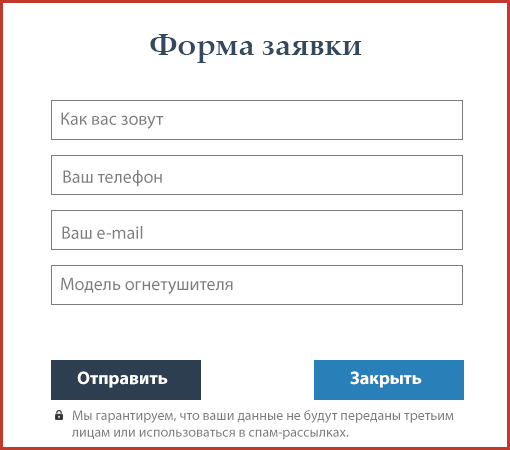 Форма заявки
Как вас зовут
Ваш телефон
Ваш e-mail
Модель огнетушителя
Отправить
Закрыть
Мы гарантируем, что ваши данные не будут переданы третьим
лицам или использоваться в спам-рассылках.